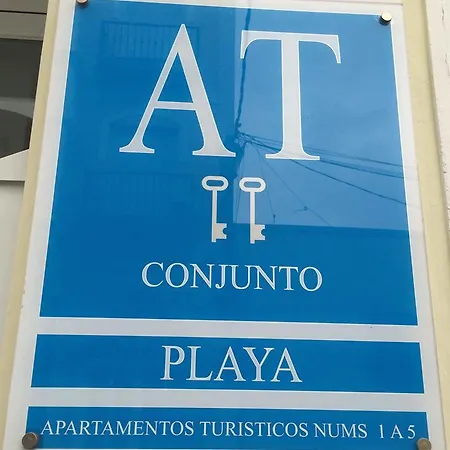 AT
CONJUNTO
PLAYA
APARTAMENTOS TURISTICOS NUMS 1 A 5